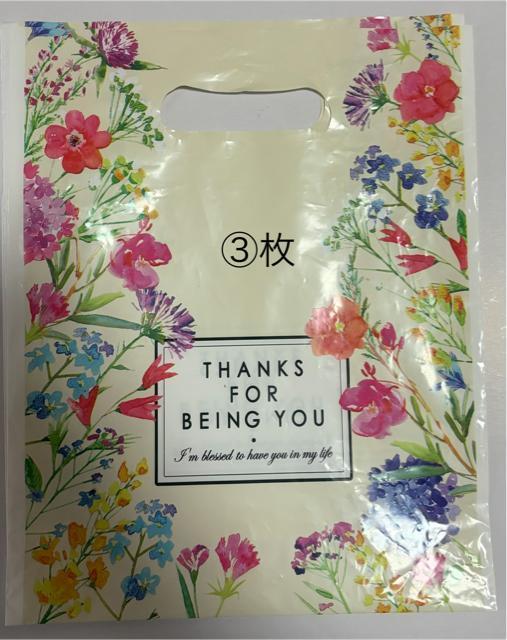 ③枚
THANKS
FOR
BEING YOU
I'm blessed to have you in my life